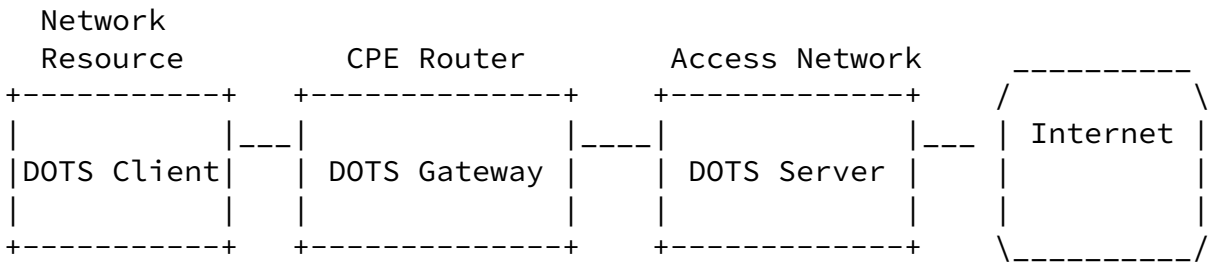 Network
Resource CPE Router Access Network
Internet
DOTS Client DOTS Gateway DOTS Server